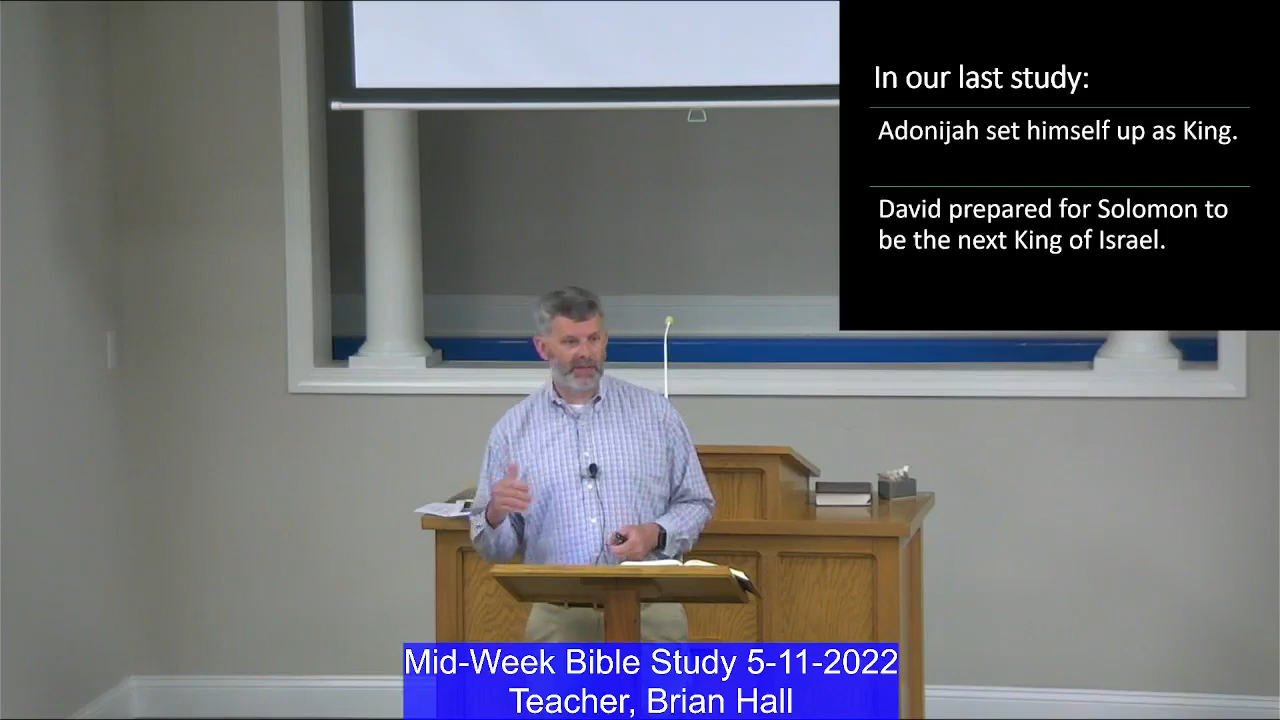 In our last study:
Adonijah set himself up as King.
David prepared for Solomon to
be the next King of Israel.
Mid-Week Bible Study 5-11-2022
Teacher, Brian Hall